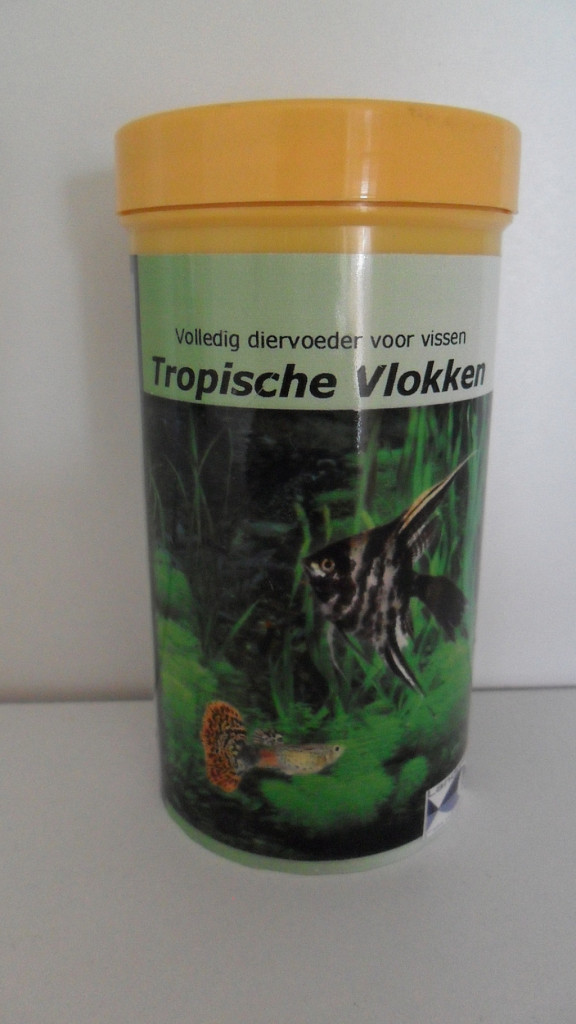 Volledig diervoeder voor vissen
Tropische Vlokken